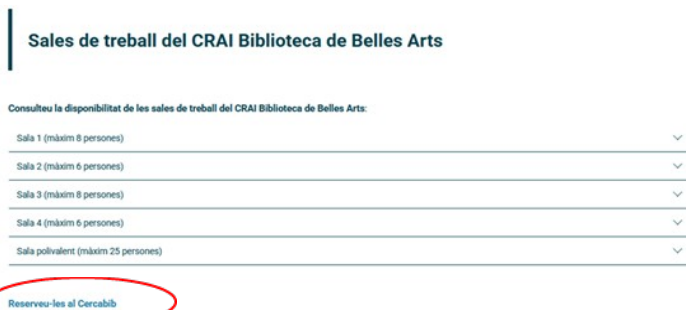 Sales de treball del CRAI Biblioteca de Belles Arts
Consulteu la disponibilitat de les sales de treball del CRAI Biblioteca de Belles Arts:
Sala 1 (màxim 8 persones)
Sala 2 (màxim 6 persones)
Sala 3 (màxim 8 persones)
Sala 4 (màxim 6 persones)
Sala polivalent (màxim 25 persones)
Reserveu-les al Cercabib